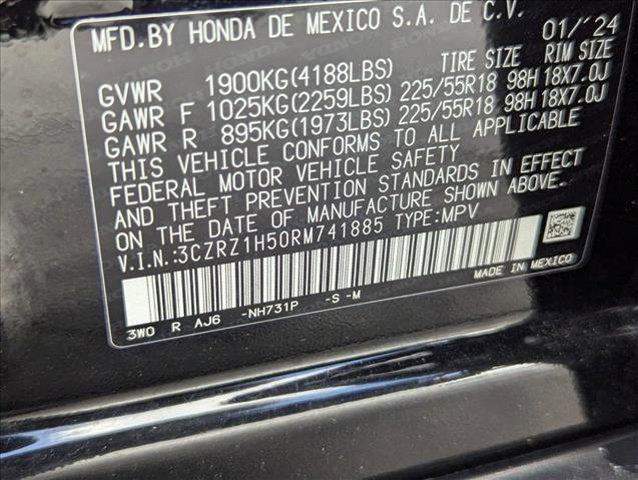 MFD.BY HONDA DE MEXICO S.A. DE C.V. 01/'24
TIRE SIZE RIM SIZE
GVWR 1900KG(4188LBS)
GAWR F 1025KG(2259LBS) 225/55R18 98H 18X7.0J
GAWR R 895KG(1973LBS) 225/55R18 98H 18X7.0J
THIS VEHICLE CONFORMS TO ALL APPLICABLE
FEDERAL MOTOR VEHICLE SAFETY
AND THEFT PREVENTION STANDARDS IN EFFECT
ON THE DATE OF MANUFACTURE SHOWN ABOVE.
V.I.N.:3CZRZ1H50RM741885 TYPE:MPV
MADE IN MEXICO
3W0 R AJ6 -NH731P -S -M